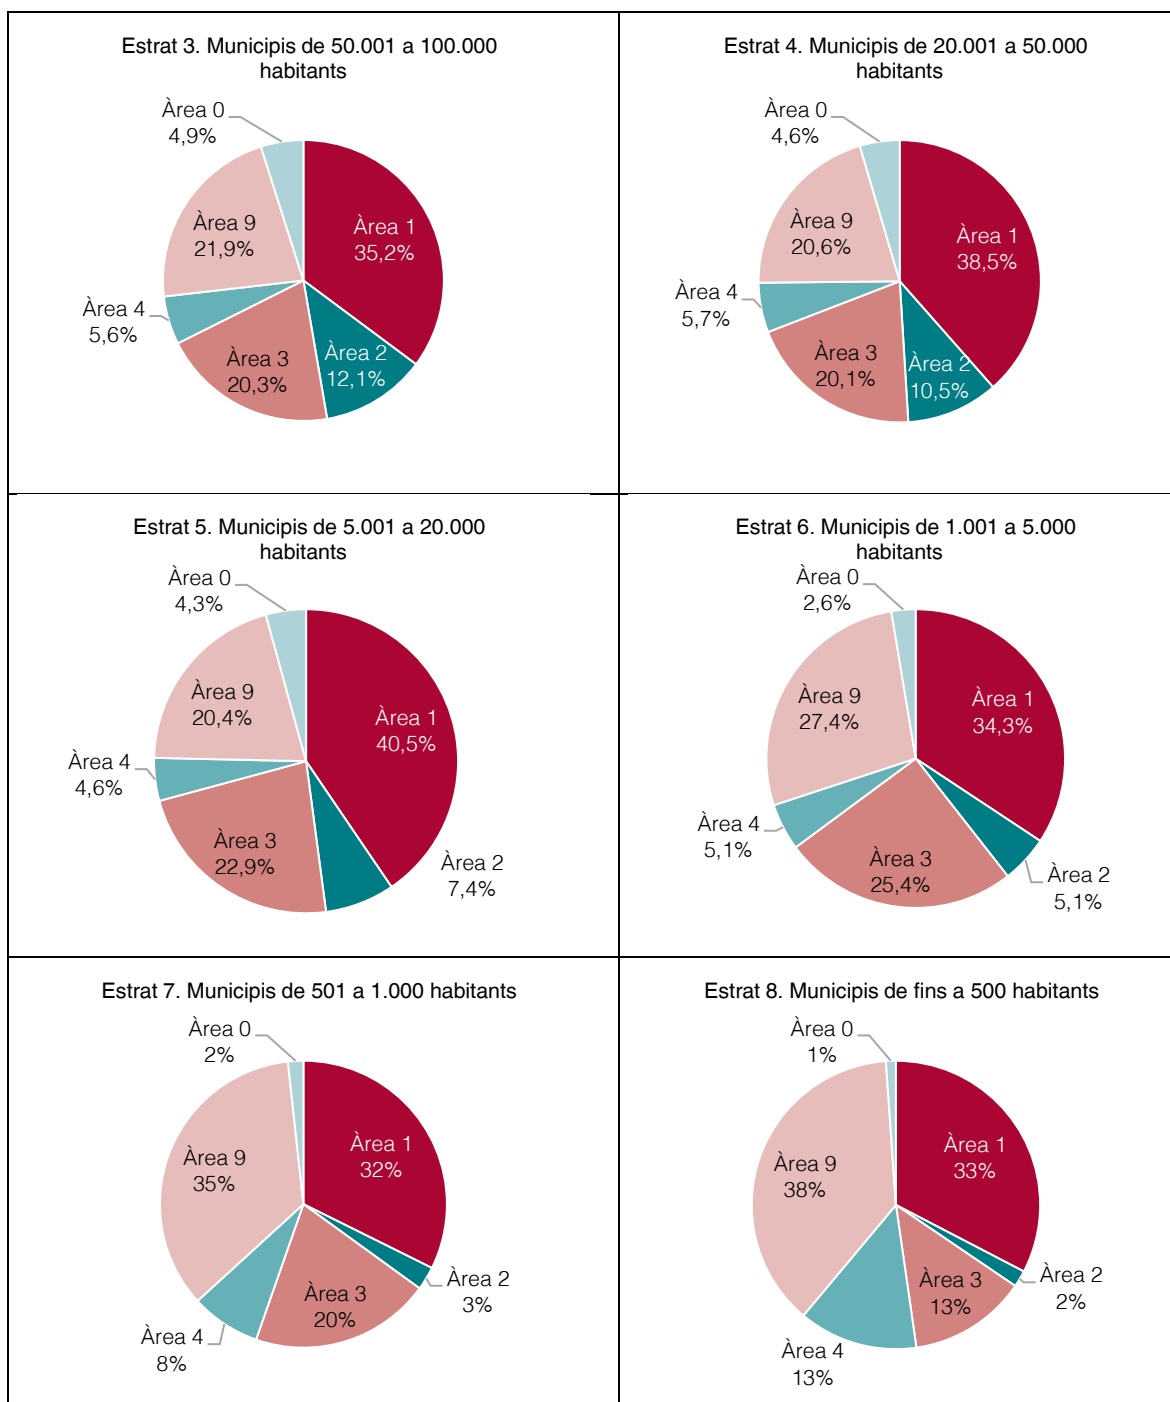 Estrat 3. Municipis de 50.001 a 100.000
habitants
Àrea 0
4,9%
Àrea 9
21,9%
Àrea 1
35,2%
Àrea 4
5,6%
Àrea 3
20,3%
Àrea 2
12,1%
Estrat 4. Municipis de 20.001 a 50.000
habitants
Àrea 0
4,6%
Àrea 9
20,6%
Àrea 1
38,5%
Àrea 4
5,7%
Àrea 3
20,1%
Àrea 2
10,5%
Estrat 5. Municipis de 5.001 a 20.000
habitants
Àrea 0
4,3%
Àrea 9
20,4%
Àrea 1
40,5%
Àrea 4
4,6%
Àrea 3
22,9%
Àrea 2
7,4%
Estrat 6. Municipis de 1.001 a 5.000
habitants
Àrea 0
2,6%
Àrea 9
27,4%
Àrea 1
34,3%
Àrea 4
5,1%
Àrea 3
25,4%
Àrea 2
5,1%
Estrat 7. Municipis de 501 a 1.000 habitants
Àrea 0
2%
Àrea 9
35%
Àrea 1
32%
Àrea 4
8%
Àrea 3
20%
Àrea 2
3%
Estrat 8. Municipis de fins a 500 habitants
Àrea 0
1%
Àrea 9
38%
Àrea 1
33%
Àrea 4
13%
Àrea 3
13%
Àrea 2
2%